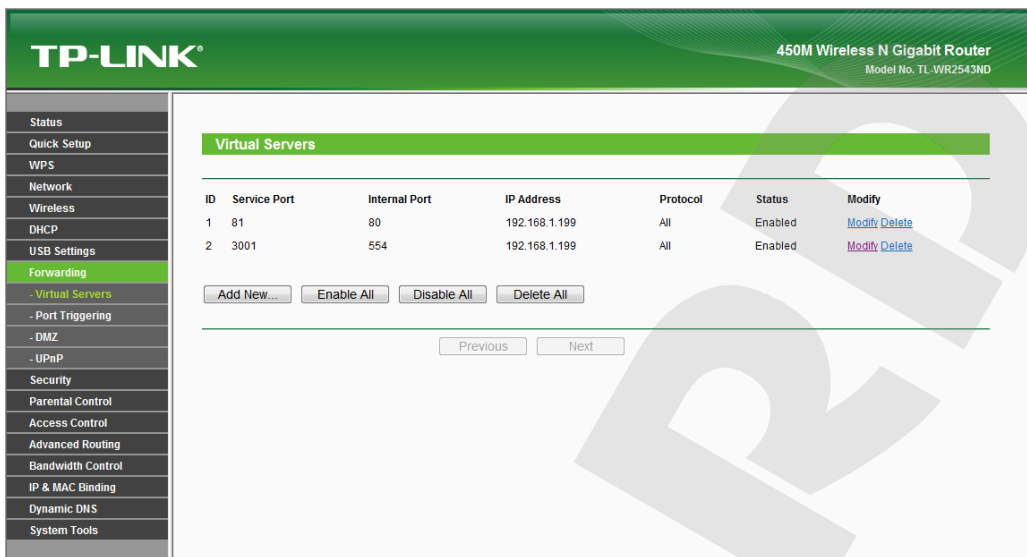 TP-LINK®
450M Wireless N Gigabit Router
Model No. TL-WR2543ND
Status
Quick Setup
WPS
Network
Wireless
DHCP
USB Settings
Forwarding
- Virtual Servers
- Port Triggering
- DMZ
- UPnP
Security
Parental Control
Access Control
Advanced Routing
Bandwidth Control
IP & MAC Binding
Dynamic DNS
System Tools
Virtual Servers
ID Service Port Internal Port IP Address Protocol Status Modify
1 81 80 192.168.1.199 All Enabled Modify Delete
2 3001 554 192.168.1.199 All Enabled Modify Delete
Add New... Enable All Disable All Delete All
Previous Next